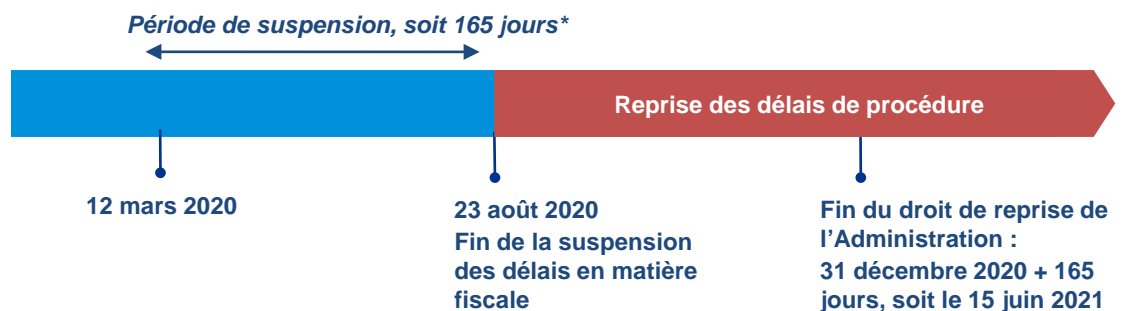 Période de suspension, soit 165 jours*
Reprise des délais de procédure
12 mars 2020
23 août 2020
Fin de la suspension
des délais en matière
fiscale
Fin du droit de reprise de
l’Administration :
31 décembre 2020 + 165
jours, soit le 15 juin 2021